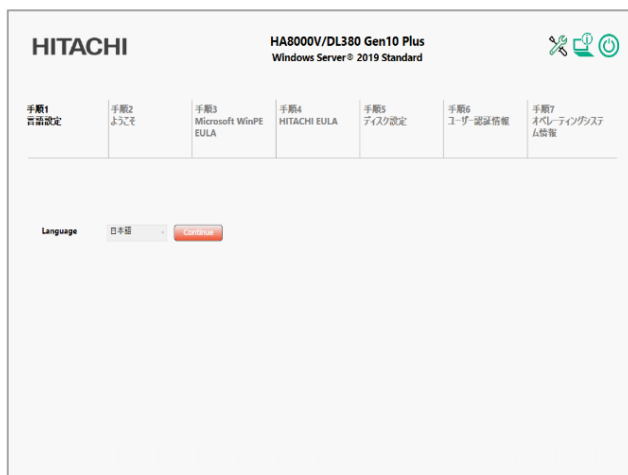 HITACHI
HA8000V/DL380 Gen10 Plus
Windows Server® 2019 Standard
手順1
言語設定
手順2
ようこそ
手順3
Microsoft WinPE
EULA
手順4
HITACHI EULA
手順5
ディスク設定
手順6
ユーザー認証情報
手順7
オペレーティングシステ
ム情報
Language
日本語
Continue